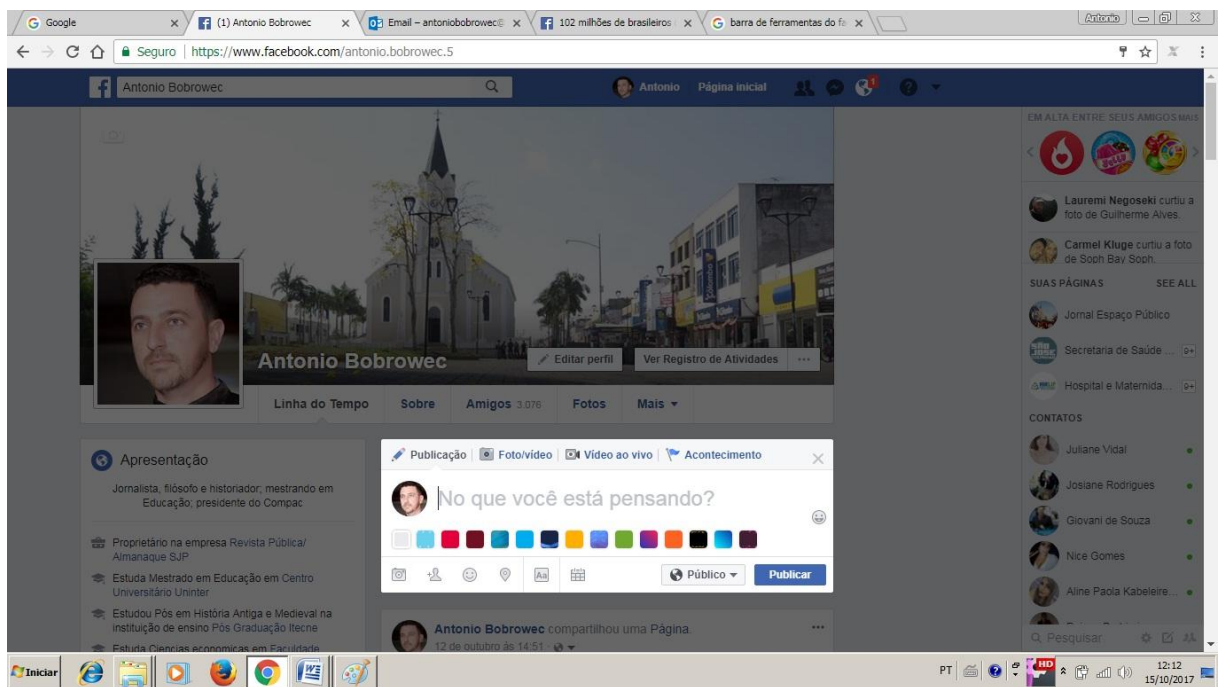 Google
(1) Antonio Bobrowec
Email – antoniobobrowec@
102 milhões de brasileiros
barra de ferramentas do fa
Antonio
Seguro | https://www.facebook.com/antonio.bobrowec.5
Antonio Bobrowec
Antonio
Página inicial
1
EM ALTA ENTRE SEUS AMIGOS MAIS
Lauremi Negoseki curtiu a
foto de Guilherme Alves.
Carmel Kluge curtiu a foto
de Soph Bay Soph.
SUAS PÁGINAS SEE ALL
Jornal Espaço Público
Secretaria de Saúde ... 9+
Hospital e Maternida... 9+
CONTATOS
Juliane Vidal
Josiane Rodrigues
Giovani de Souza
Nice Gomes
Aline Paola Kabeleire...
Pesquisar
Antonio Bobrowec
Editar perfil
Ver Registro de Atividades
...
Linha do Tempo
Sobre
Amigos 3.076
Fotos
Mais
Apresentação
Jornalista, filósofo e historiador; mestrando em
Educação; presidente do Compac
Proprietário na empresa Revista Pública/
Almanaque SJP
Estuda Mestrado em Educação em Centro
Universitário Uninter
Estudou Pós em História Antiga e Medieval na
instituição de ensino Pós Graduação Itecne
Estuda Ciencias economicas em Faculdade
Publicação
Foto/vídeo
Vídeo ao vivo
Acontecimento
No que você está pensando?
Aa
Público
Publicar
Antonio Bobrowec compartilhou uma Página.
12 de outubro às 14:51
Iniciar
PT
HD
12:12
15/10/2017